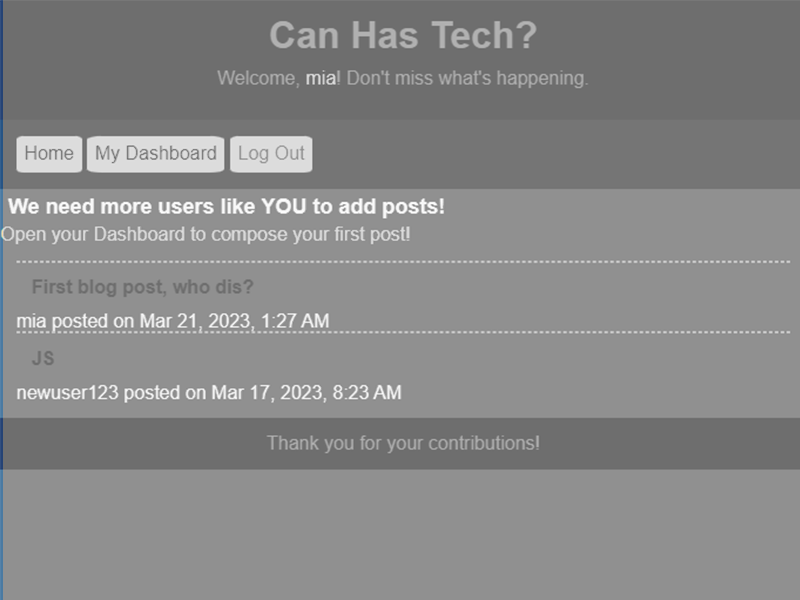 Can Has Tech?
Welcome, mia! Don't miss what's happening.
Home My Dashboard Log Out
We need more users like YOU to add posts!
Open your Dashboard to compose your first post!
First blog post, who dis?
mia posted on Mar 21, 2023, 1:27 AM
JS
newuser123 posted on Mar 17, 2023, 8:23 AM
Thank you for your contributions!